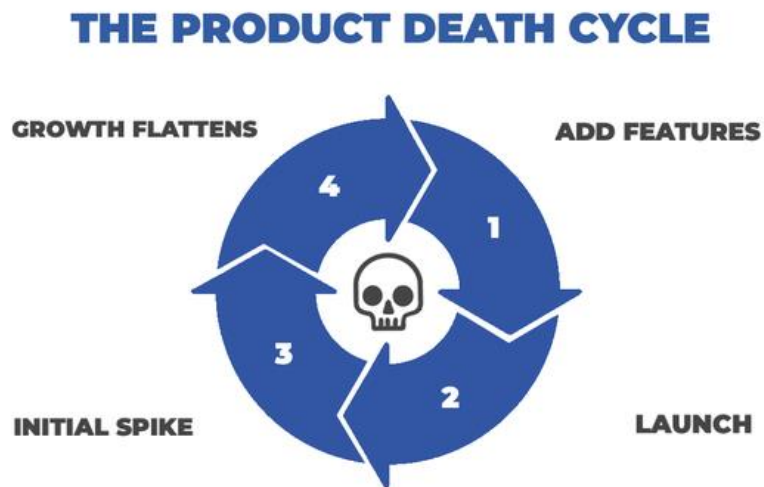 THE PRODUCT DEATH CYCLE
GROWTH FLATTENS
ADD FEATURES
4
1
3
2
INITIAL SPIKE
LAUNCH